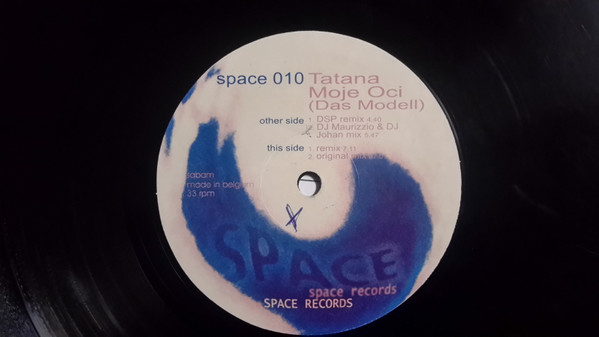 space 010 Tatana
Moje Oci
(Das Modell)
other side 1. DSP remix 4.40
DJ Maurizzio & DJ
Johan mix 5:47
this side 1. remix 7:11
2. original
sabam
made in belgium
33 rpm
SPACE
space records
SPACE RECORDS